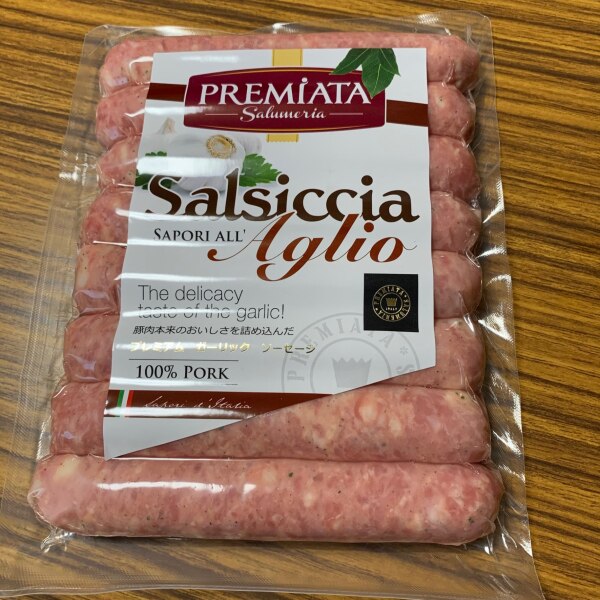 PREMIATA
Salumeria
Salsiccia
SAPORI ALL' Aglio
The delicacy
taste of the garlic!
豚肉本来のおいしさを詰め込んだ
プレミアム ガーリック ソーセージ
100% PORK
PREMIATA
Sapori d'Italia